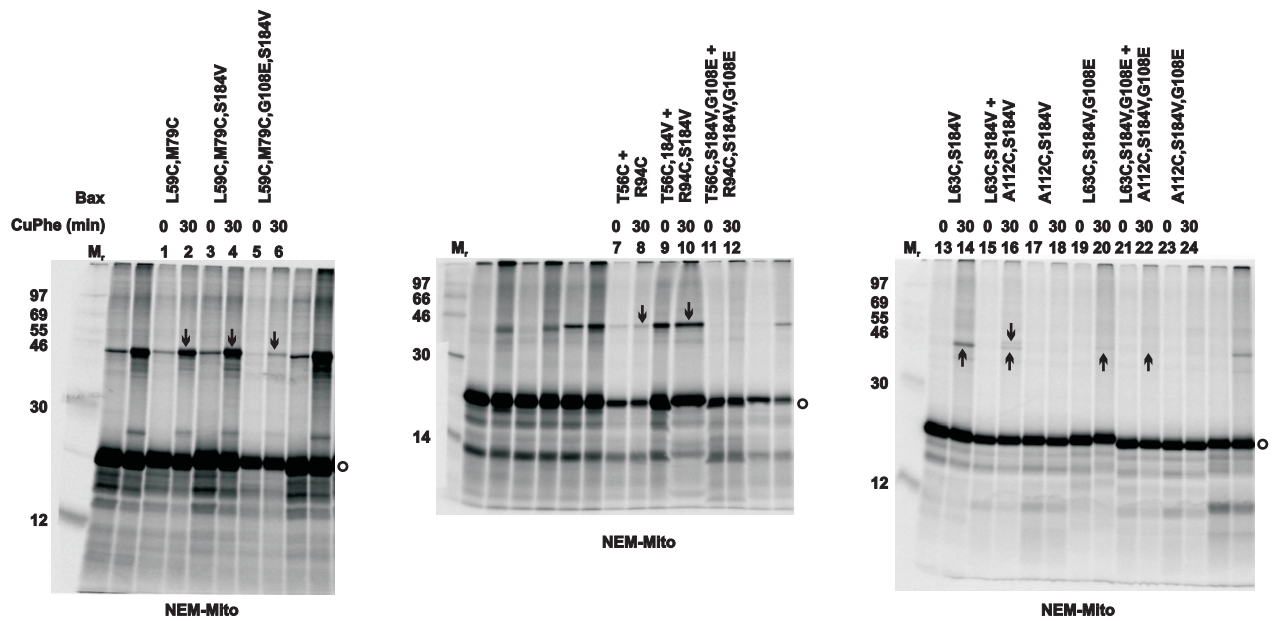 L59C,M79C
L59C,M79C,S184V
L59C,M79C,G108E,S184V
Bax
CuPhe (min) 0 30 0 30 0 30
Mr 1 2 3 4 5 6
97
69
55
46
30
12
NEM-Mito
T56C +
R94C
T56C,184V +
R94C,S184V
T56C,S184V,G108E +
R94C,S184V,G108E
0 30 0 30 0 30
Mr 7 8 9 10 11 12
97
66
46
30
14
NEM-Mito
L63C,S184V
L63C,S184V +
A112C,S184V
A112C,S184V
L63C,S184V,G108E
L63C,S184V,G108E +
A112C,S184V,G108E
A112C,S184V,G108E
0 30 0 30 0 30 0 30 0 30 0 30
Mr 13 14 15 16 17 18 19 20 21 22 23 24
97
69
55
46
30
12
NEM-Mito